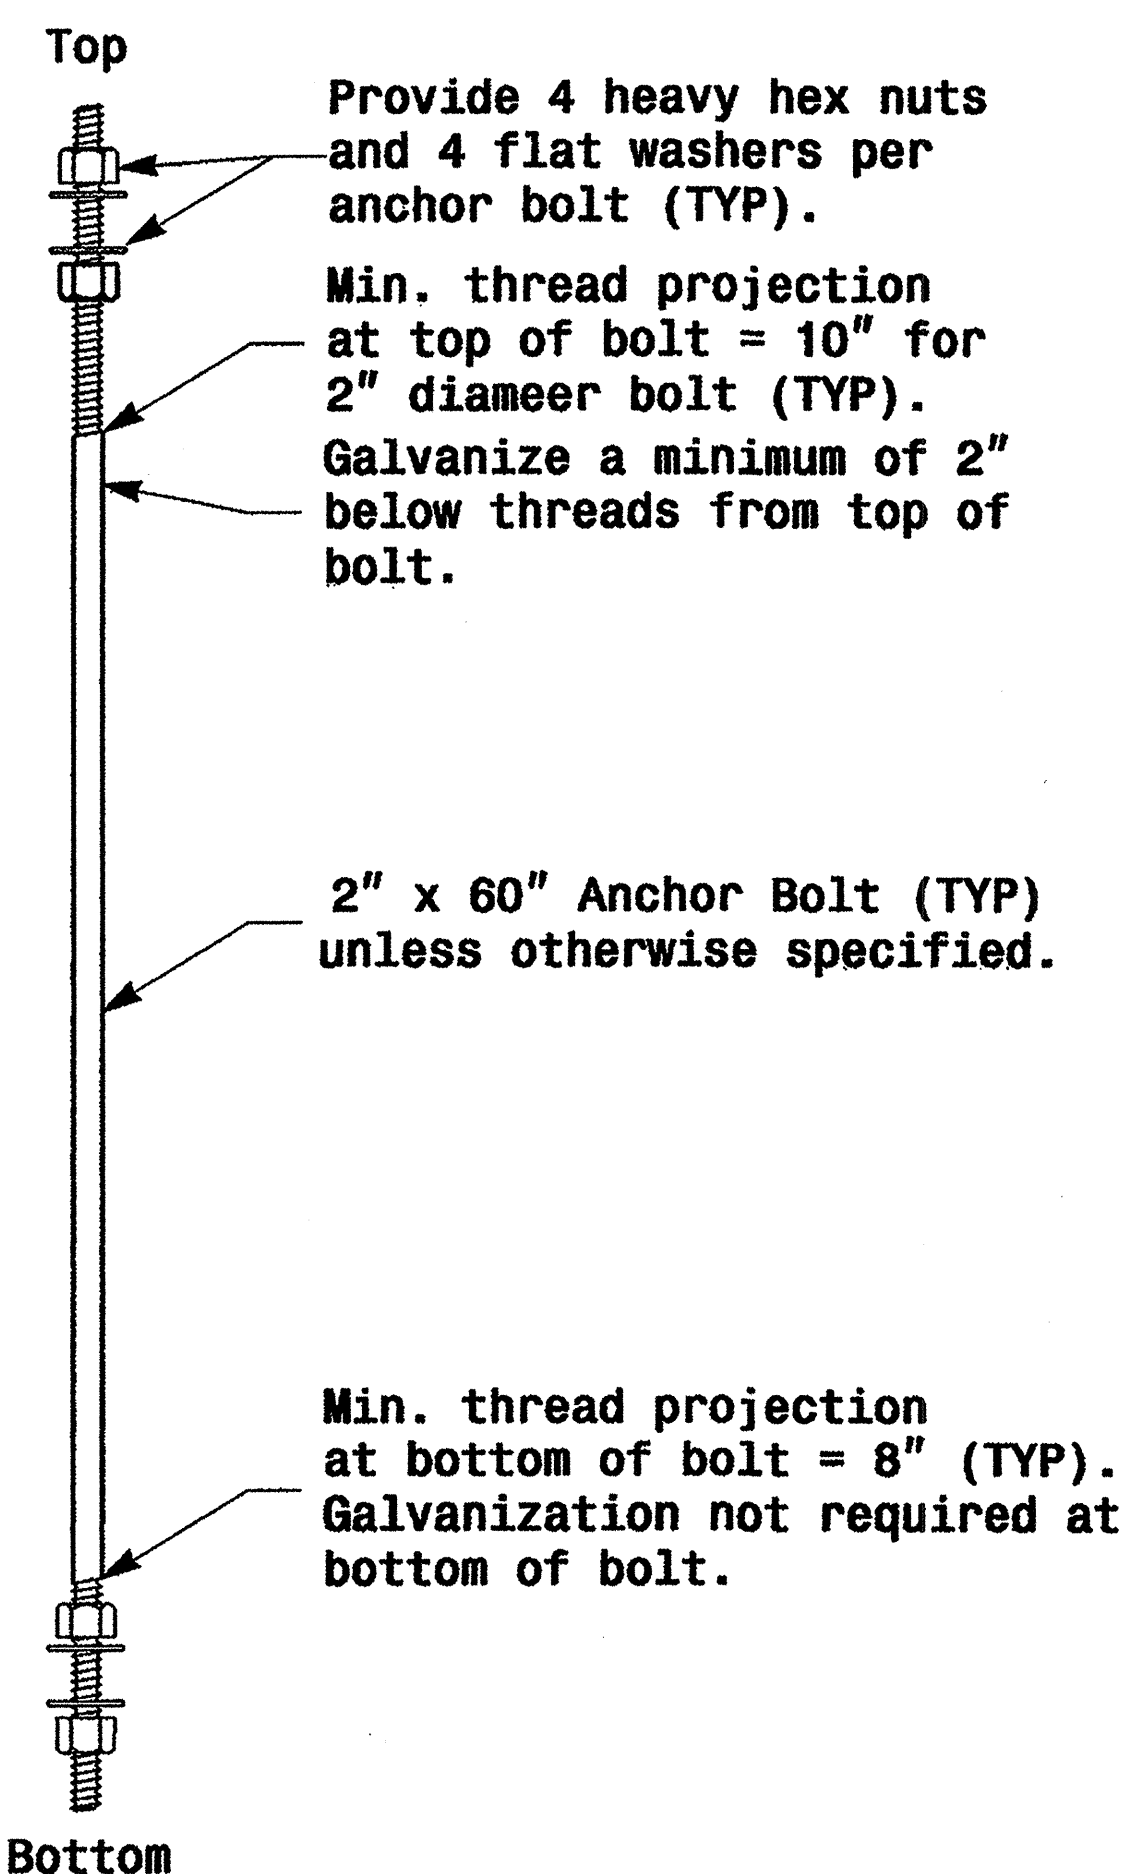 Top
Provide 4 heavy hex nuts
and 4 flat washers per
anchor bolt (TYP).
Min. thread projection
at top of bolt = 10" for
2" diameer bolt (TYP).
Galvanize a minimum of 2"
below threads from top of
bolt.
2" x 60" Anchor Bolt (TYP)
unless otherwise specified.
Min. thread projection
at bottom of bolt = 8" (TYP).
Galvanization not required at
bottom of bolt.
Bottom